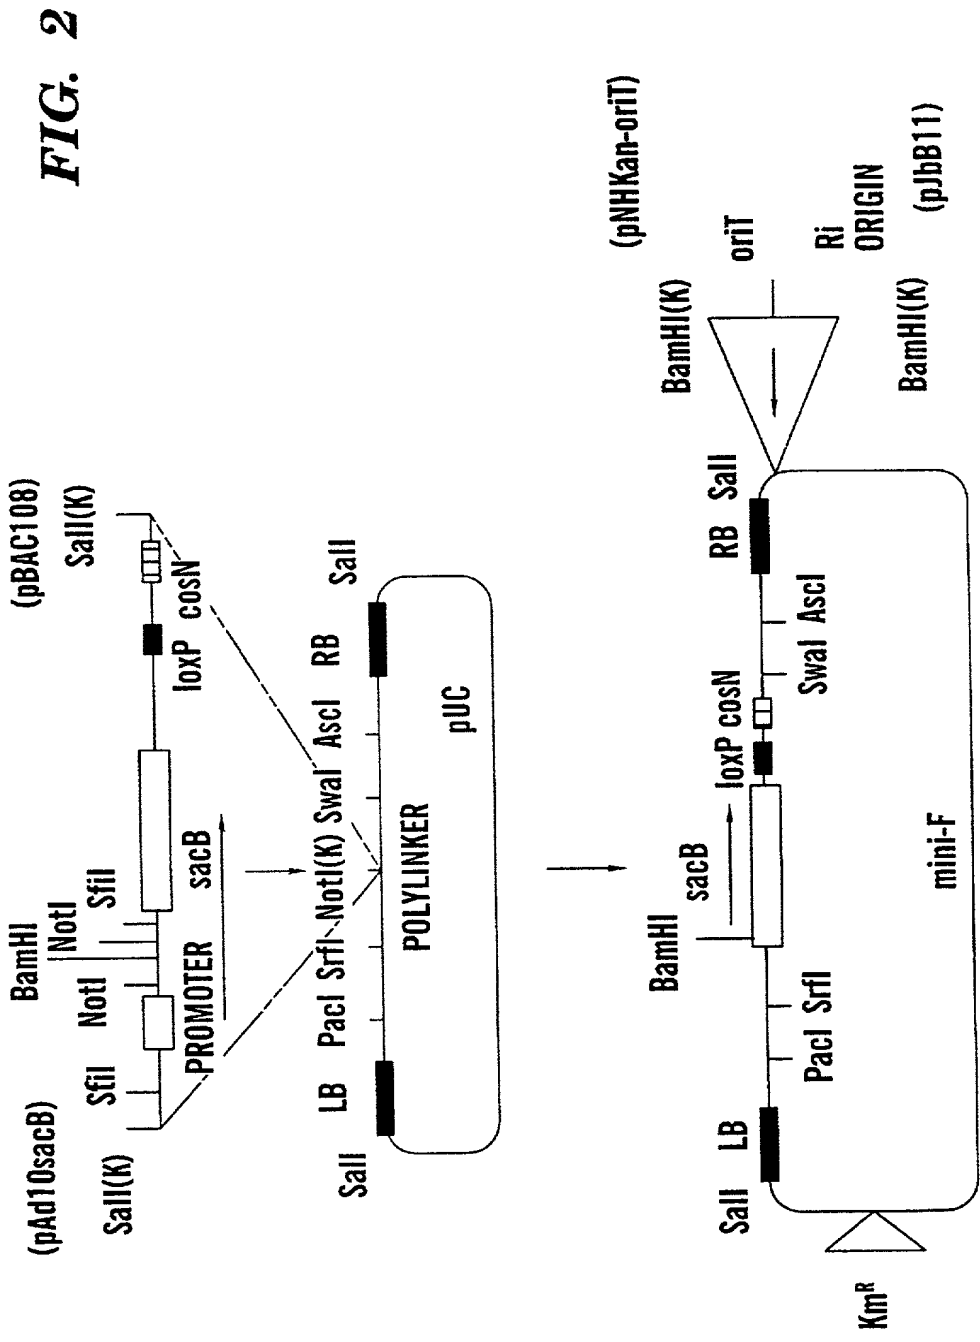 FIG. 2
(pAd10sacB)
(pBAC108)
SalI(K)
SfiI
NotI
BamHI
NotI
SfiI
SalI(K)
PROMOTER
sacB
loxP
cosN
SalI
LB
PacI
SrfI
NotI(K)
SwaI
AscI
RB
SalI
POLYLINKER
pUC
(pNHKan-oriT)
BamHI
BamHI(K)
sacB
SalI
LB
PacI
SrfI
loxP
cosN
SwaI
AscI
RB
SalI
oriT
Ri
ORIGIN
KmR
mini-F
BamHI(K)
(pJbB11)